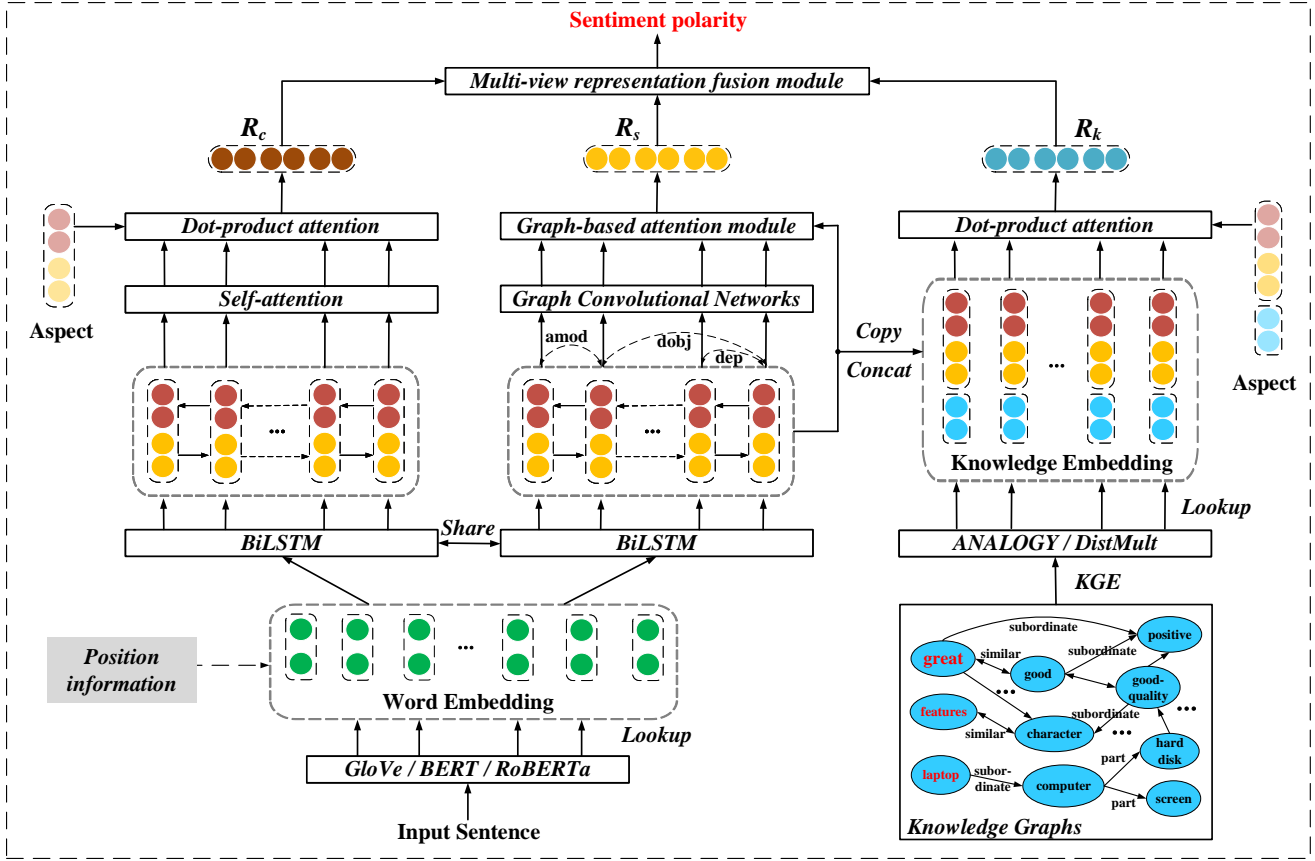 Sentiment polarity
Multi-view representation fusion module
R_c
R_s
R_k
Dot-product attention
Graph-based attention module
Dot-product attention
Self-attention
Graph Convolutional Networks
Aspect
amod
dobj
dep
Copy
Concat
Aspect
...
...
...
Knowledge Embedding
Share
Lookup
BiLSTM
BiLSTM
ANALOGY / DistMult
KGE
Position
information
...
Word Embedding
Lookup
GloVe / BERT / RoBERTa
Input Sentence
subordinate
positive
great
similar
subordinate
good
good-
quality
...
features
similar
character
subordinate
...
...
hard
disk
laptop
subor-
dinate
computer
part
part
screen
Knowledge Graphs